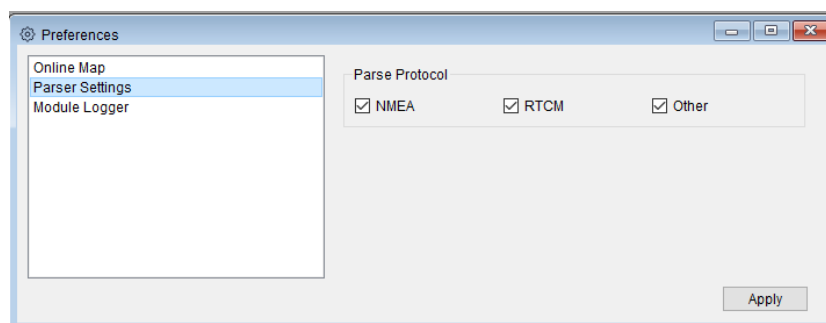 Preferences
Online Map
Parser Settings
Module Logger
Parse Protocol
NMEA RTCM Other
Apply